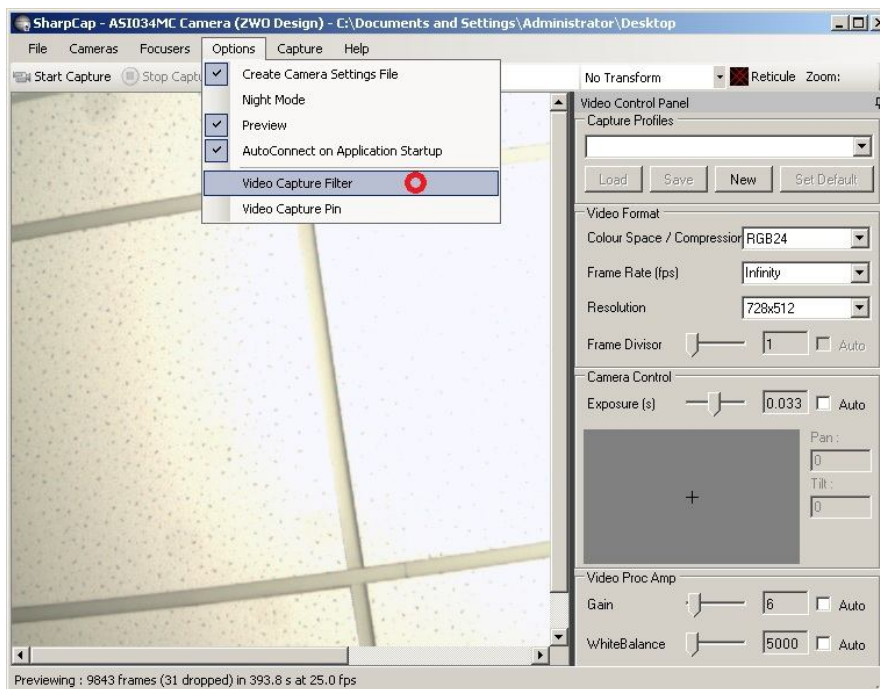 SharpCap - ASI034MC Camera (ZWO Design) - C:\Documents and Settings\Administrator\Desktop
File Cameras Focusers Options Capture Help
Start Capture Stop Captu No Transform Reticule Zoom:
Create Camera Settings File
Night Mode
Preview
AutoConnect on Application Startup
Video Capture Filter
Video Capture Pin
Video Control Panel
Capture Profiles
Load Save New Set Default
Video Format
Colour Space / Compression RGB24
Frame Rate (fps) Infinity
Resolution 728x512
Frame Divisor 1 Auto
Camera Control
Exposure (s) 0.033 Auto
Pan :
0
Tilt :
0
Video Proc Amp
Gain 6 Auto
WhiteBalance 5000 Auto
Previewing : 9843 frames (31 dropped) in 393.8 s at 25.0 fps